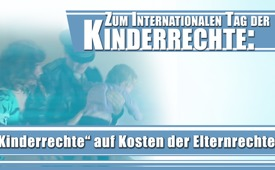 ZUM INTERNATIONALEN TAG DER
KINDERRECHTE:
Kinderrechte“ auf Kosten der Elternrechte